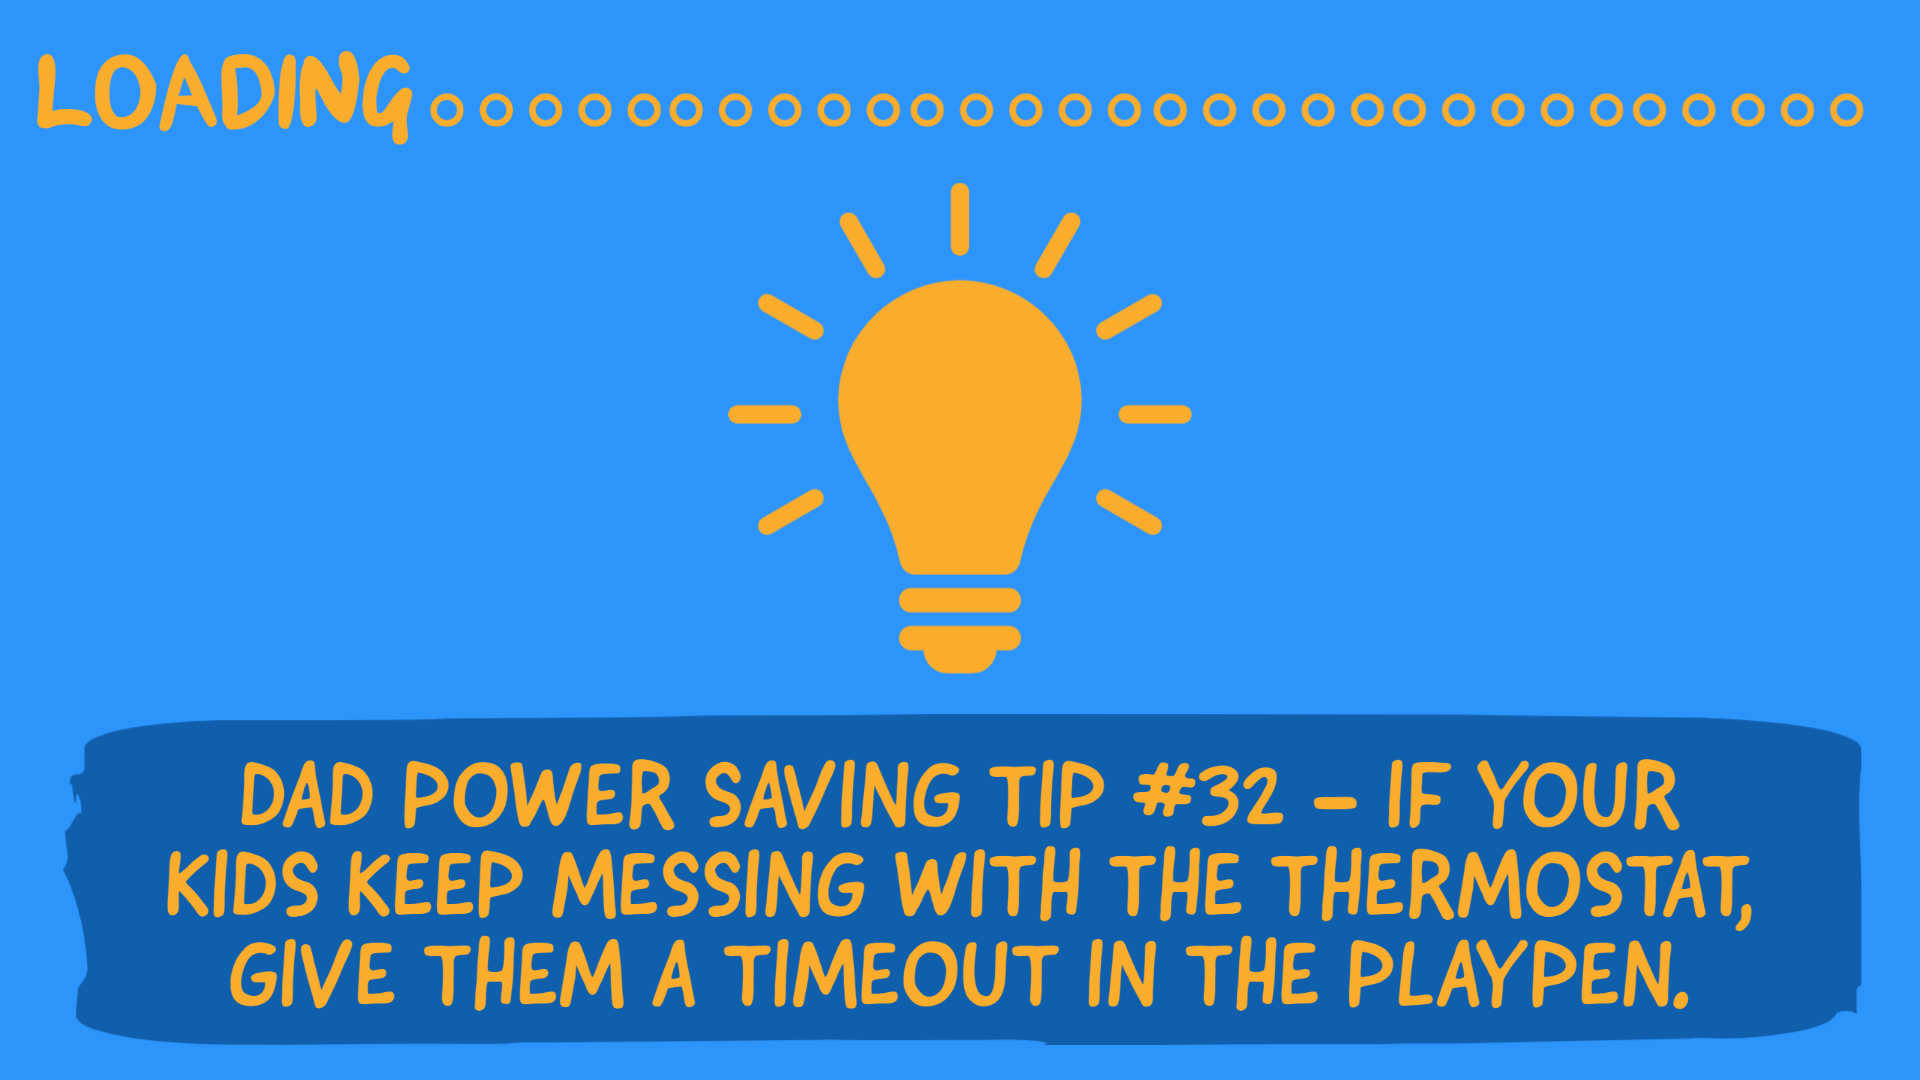 LOADING..............................
DAD POWER SAVING TIP #32 – IF YOUR
KIDS KEEP MESSING WITH THE THERMOSTAT,
GIVE THEM A TIMEOUT IN THE PLAYPEN.